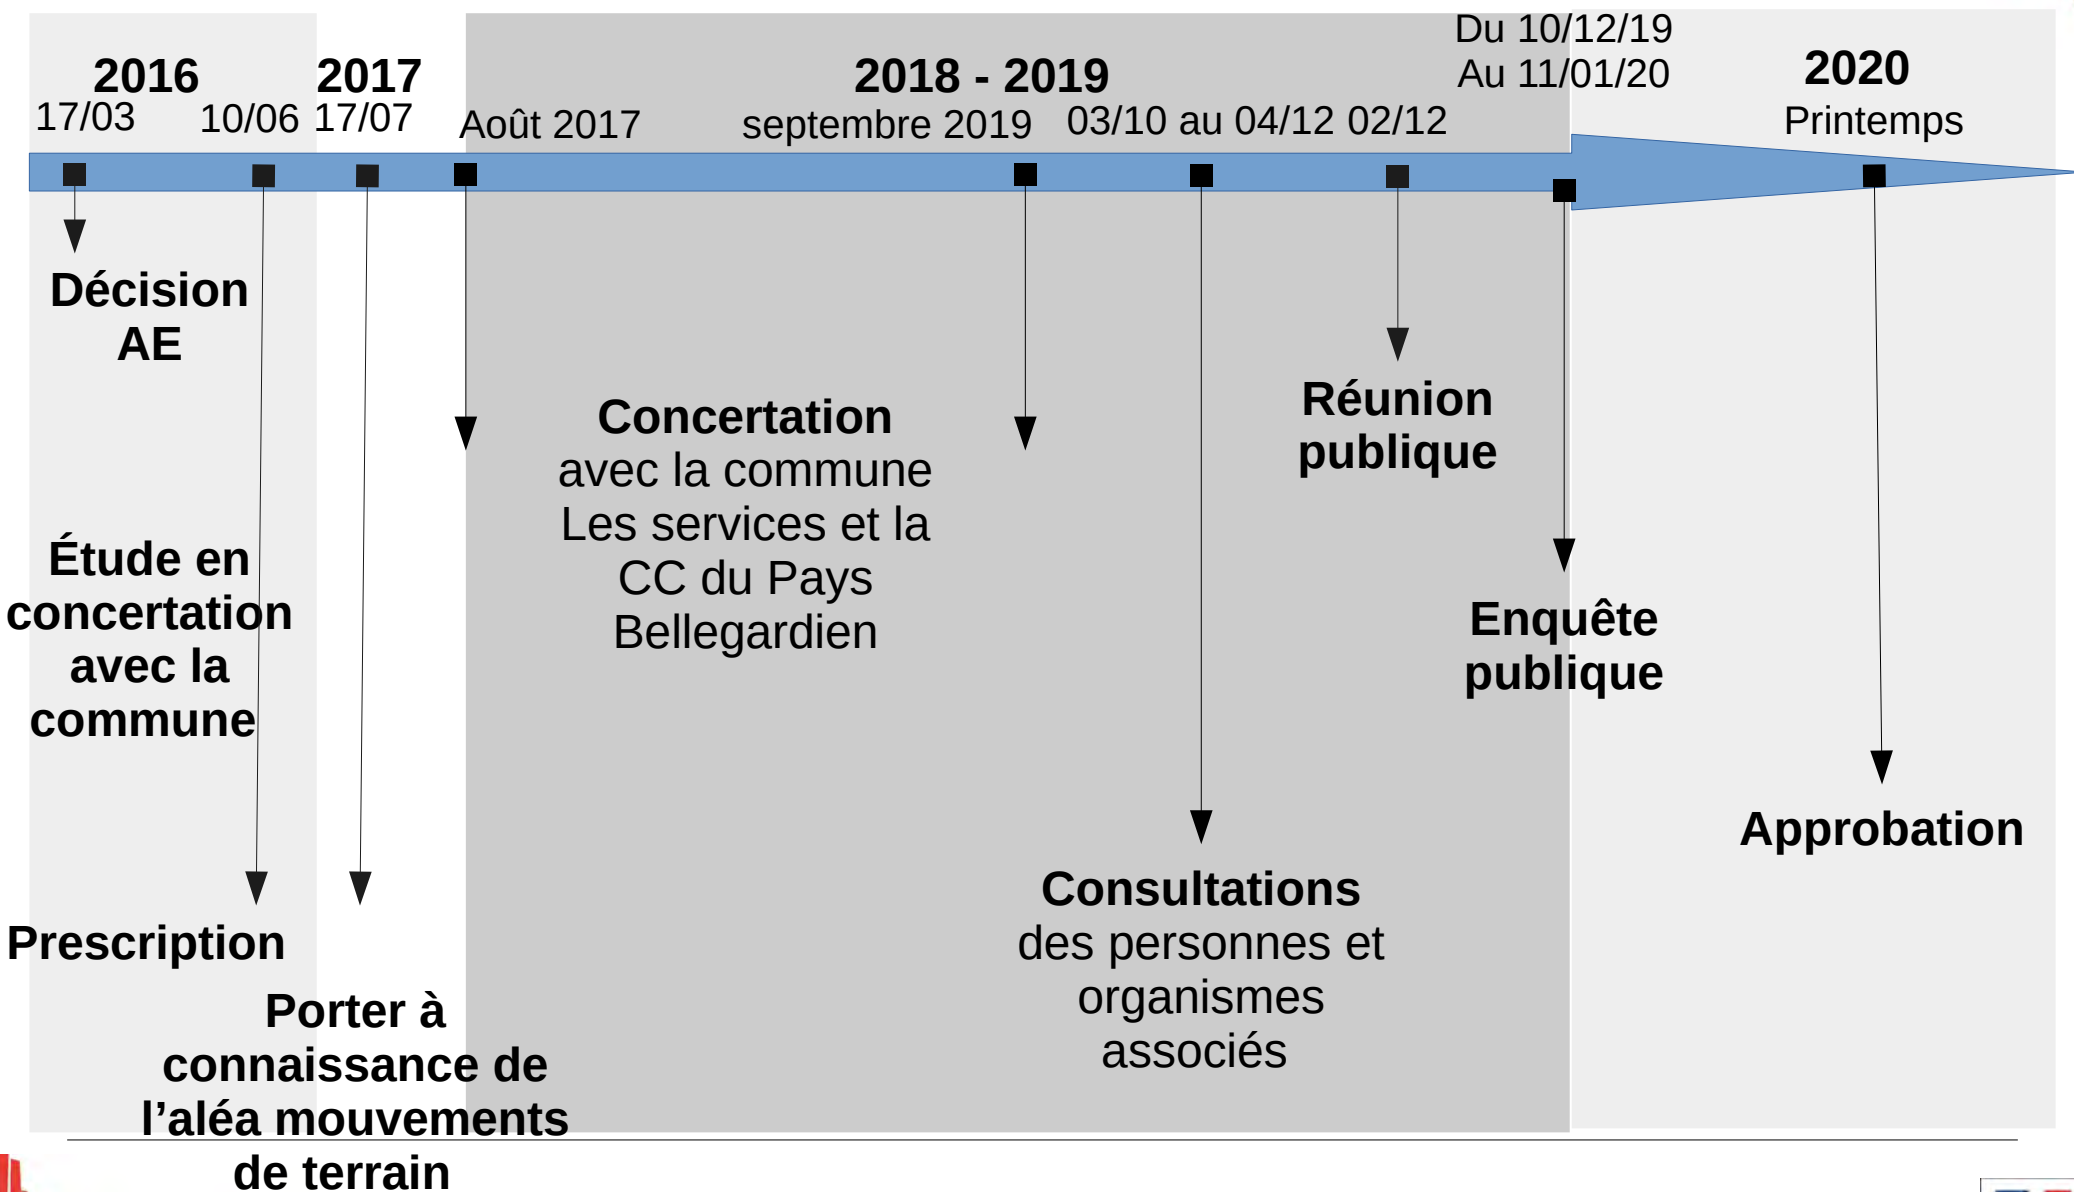 2016
2017
2018 - 2019
Du 10/12/19
Au 11/01/20
2020
17/03
10/06
17/07
Août 2017
septembre 2019
03/10 au 04/12
02/12
Printemps
Décision
AE
Étude en
concertation
avec la
commune
Prescription
Porter à
connaissance de
l’aléa mouvements
de terrain
Concertation
avec la commune
Les services et la
CC du Pays
Bellegardien
Consultations
des personnes et
organismes
associés
Réunion
publique
Enquête
publique
Approbation